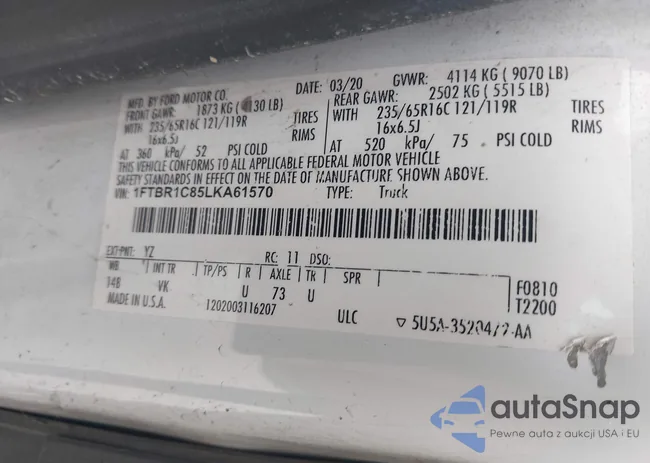 MFD. BY FORD MOTOR CO.
DATE: 03/20 GVWR: 4114 KG ( 9070 LB)
FRONT GAWR: 1873 KG ( 4130 LB) REAR GAWR: 2502 KG ( 5515 LB)
WITH 235/65R16C 121/119R TIRES WITH 235/65R16C 121/119R TIRES
16x6.5J RIMS 16x6.5J RIMS
AT 360 kPa/ 52 PSI COLD AT 520 kPa/ 75 PSI COLD
THIS VEHICLE CONFORMS TO ALL APPLICABLE FEDERAL MOTOR VEHICLE
SAFETY STANDARDS IN EFFECT ON THE DATE OF MANUFACTURE SHOWN ABOVE.
VIN: 1FTBR1C85LKA61570 TYPE: Truck
EXT PNT: YZ RC: 11 DSO:
WB INT TR TP/PS R AXLE TR SPR F0810
14B VK U 73 U T2200
MADE IN U.S.A. 1202003116207 ULC ▽ 5U5A-3520472-AA
autaSnap
Pewne auta z aukcji USA i EU